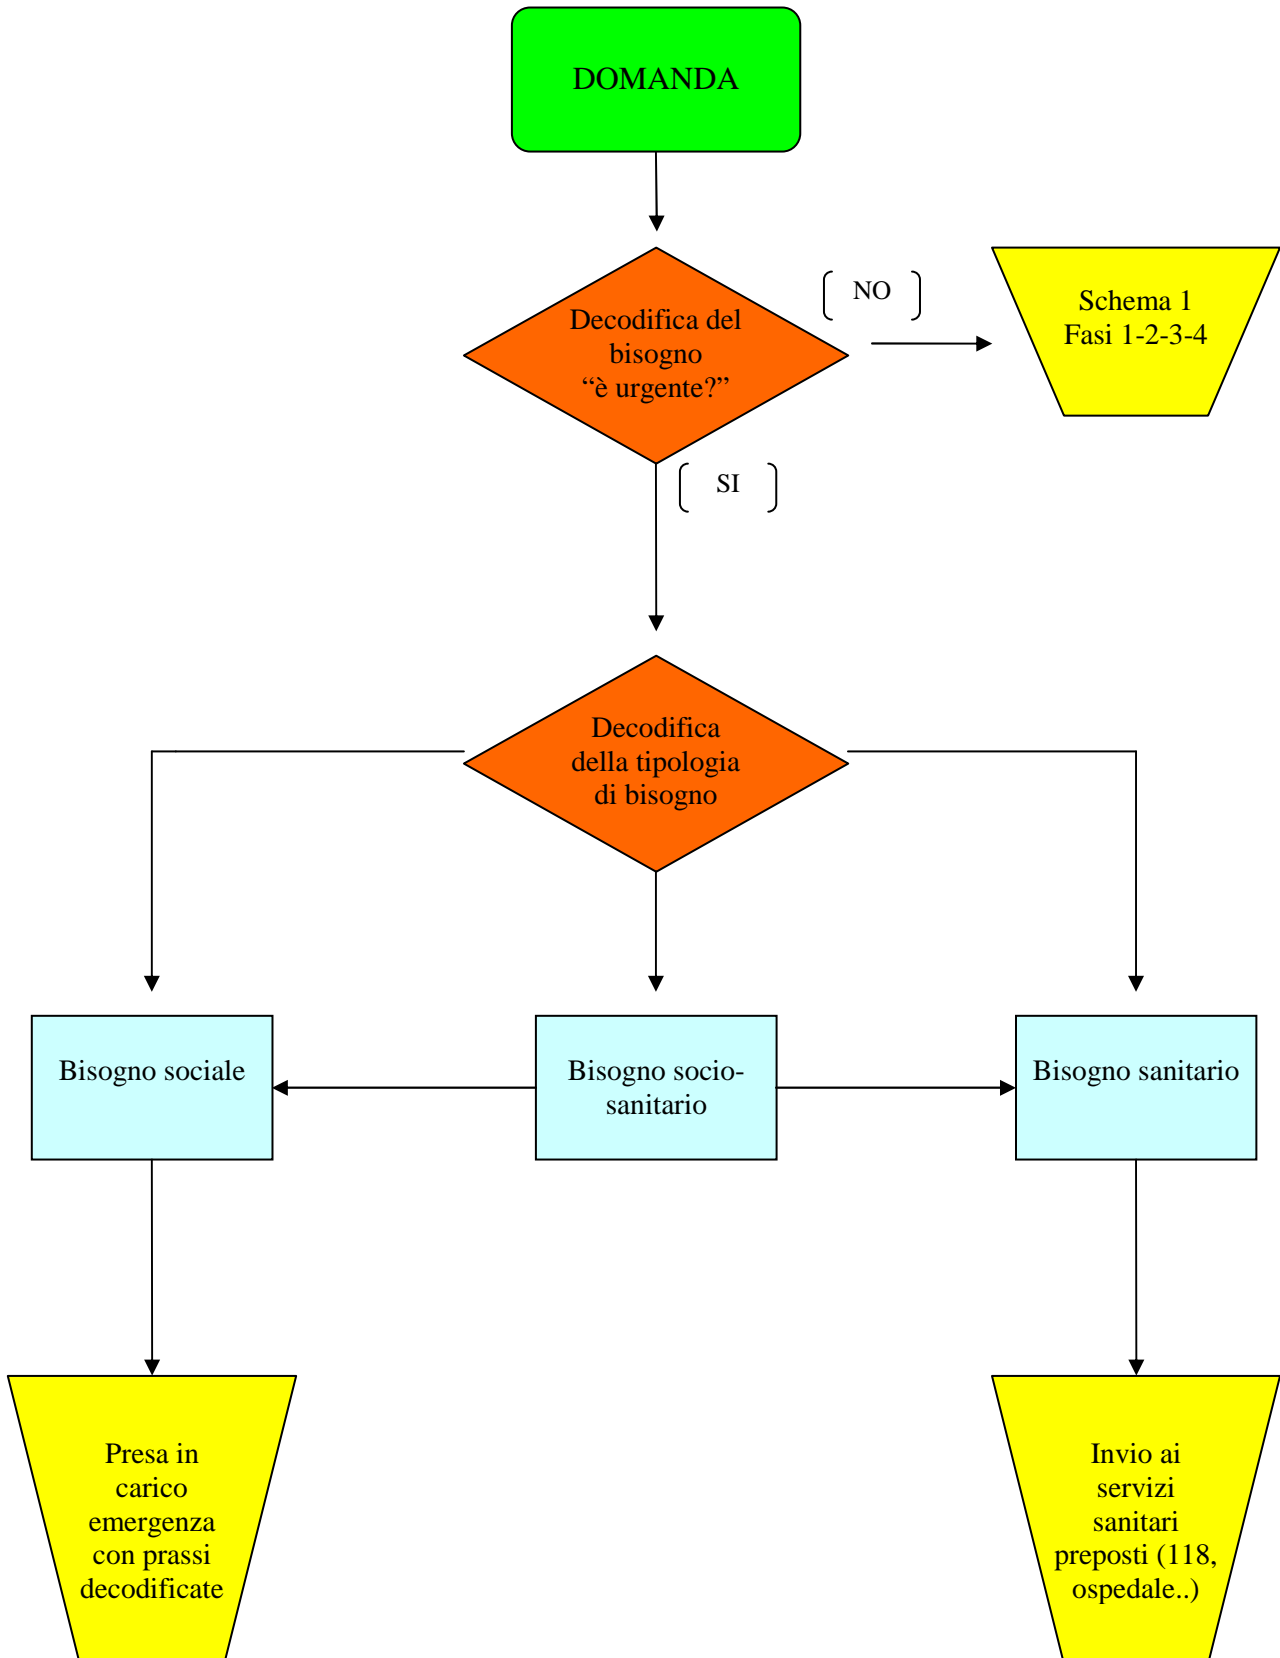 DOMANDA
NO
Decodifica del
bisogno
“è urgente?”
Schema 1
Fasi 1-2-3-4
SI
Decodifica
della tipologia
di bisogno
Bisogno sociale
Bisogno socio-
sanitario
Bisogno sanitario
Presa in
carico
emergenza
con prassi
decodificate
Invio ai
servizi
sanitari
preposti (118,
ospedale..)